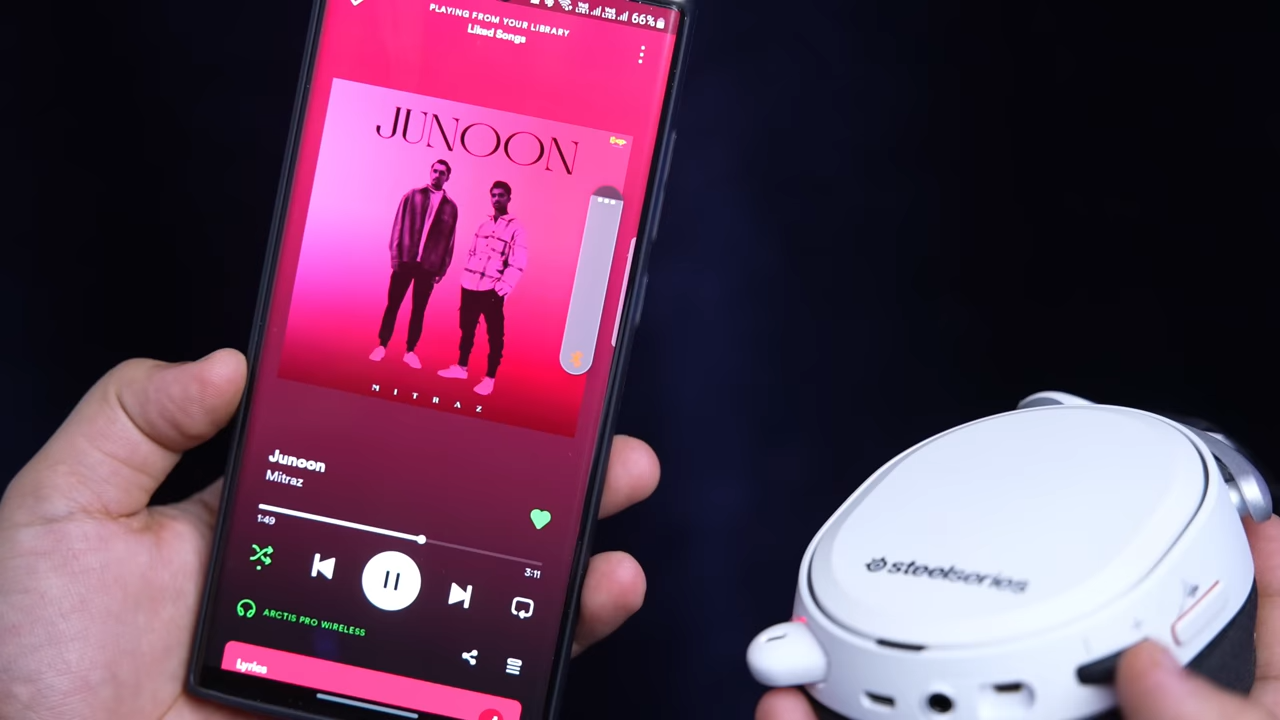 66%
PLAYING FROM YOUR LIBRARY
Liked Songs
JUNOON
MITRAZ
Junoon
Mitraz
1:49
3:11
ARCTIS PRO WIRELESS
Lyrics
steelseries